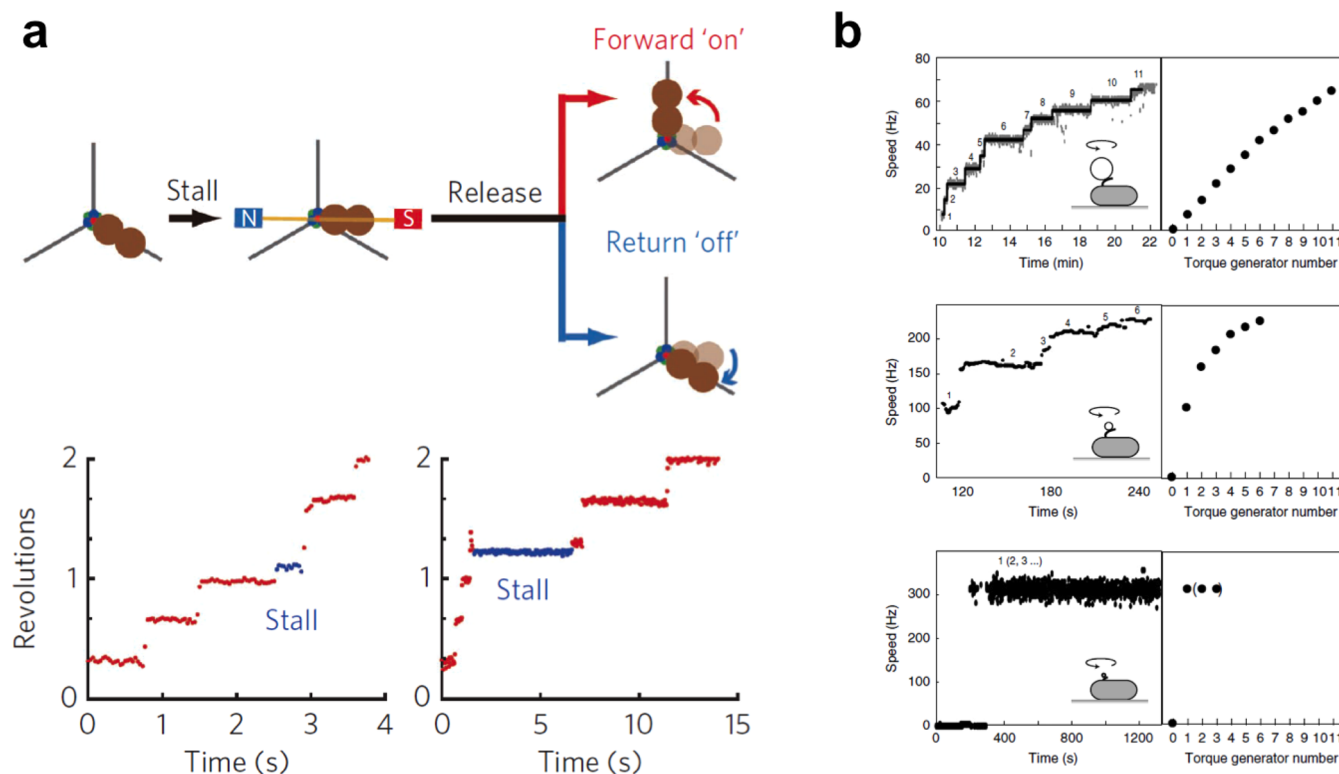 a
Forward 'on'
Stall
N
S
Release
Return 'off'
2
1
0
Revolutions
Stall
0 1 2 3 4
Time (s)
2
1
0
Stall
0 5 10 15
Time (s)
b
80
60
40
20
0
Speed (Hz)
1
2
3
4
5
6
7
8
9
10
11
10 12 14 16 18 20 22
Time (min)
0 1 2 3 4 5 6 7 8 9 10 11
Torque generator number
200
150
100
50
0
Speed (Hz)
1
2
3
4
5
6
120 180 240
Time (s)
0 1 2 3 4 5 6 7 8 9 10 11
Torque generator number
300
200
100
0
Speed (Hz)
1 (2, 3 ...)
0 400 800 1200
Time (s)
( )
0 1 2 3 4 5 6 7 8 9 10 11
Torque generator number